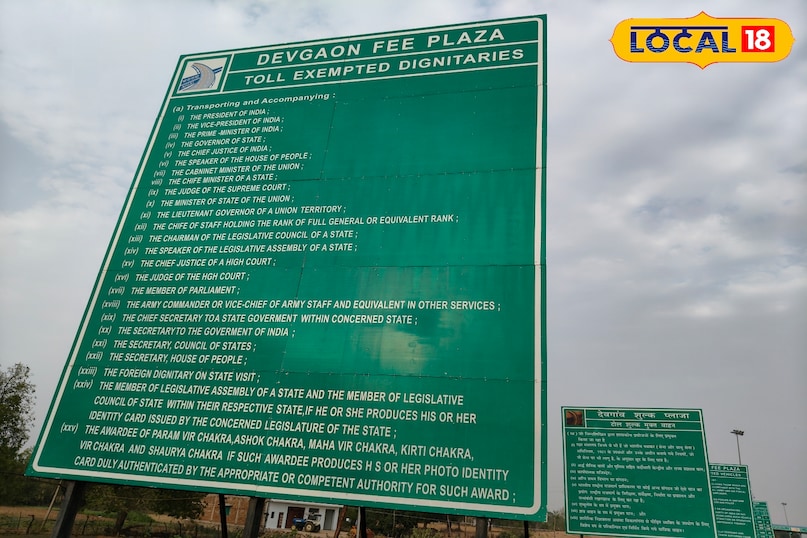 LOCAL 18
DEVGAON FEE PLAZA
TOLL EXEMPTED DIGNITARIES
(a) Transporting and Accompanying :
(i) THE PRESIDENT OF INDIA ;
(ii) THE VICE-PRESIDENT OF INDIA ;
(iii) THE PRIME -MINISTER OF INDIA ;
(iv) THE GOVERNOR OF STATE ;
(v) THE CHIEF JUSTICE OF INDIA ;
(vi) THE SPEAKER OF THE HOUSE OF PEOPLE ;
(vii) THE CABNINET MINISTER OF THE UNION ;
(viii) THE CHIFE MINISTER OF A STATE ;
(ix) THE JUDGE OF THE SUPREME COURT ;
(x) THE MINISTER OF STATE OF THE UNION ;
(xi) THE LIEUTENANT GOVERNOR OF A UNION TERRITORY ;
(xii) THE CHIFE OF STAFF HOLDING THE RANK OF FULL GENERAL OR EQUIVALENT RANK ;
(xiii) THE CHAIRMAN OF THE LEGISLATIVE COUNCIL OF A STATE ;
(xiv) THE SPEAKER OF THE LEGISLATIVE ASSEMBLY OF A STATE ;
(xv) THE CHIEF JUSTICE OF A HIGH COURT ;
(xvi) THE JUDGE OF THE HGH COURT ;
(xvii) THE MEMBER OF PARLIAMENT ;
(xviii) THE ARMY COMMANDER OR VICE-CHIEF OF ARMY STAFF AND EQUIVALENT IN OTHER SERVICES ;
(xix) THE CHIEF SECRETARY TO A STATE GOVERMENT WITHIN CONCERNED STATE ;
(xx) THE SECRETARY TO THE GOVERMENT OF INDIA ;
(xxi) THE SECRETARY, COUNCIL OF STATES ;
(xxii) THE SECRETARY, HOUSE OF PEOPLE ;
(xxiii) THE FOREIGN DIGNITARY ON STATE VISIT ;
(xxiv) THE MEMBER OF LEGISLATIVE ASSEMBLY OF A STATE AND THE MEMBER OF LEGISLATIVE
COUNCIL OF STATE WITHIN THEIR RESPECTIVE STATE,IF HE OR SHE PRODUCES HIS OR HER
IDENTITY CARD ISSUED BY THE CONCERNED LEGISLATURE OF THE STATE ;
(xxv) THE AWARDEE OF PARAM VIR CHAKRA,ASHOK CHAKRA, MAHA VIR CHAKRA, KIRTI CHAKRA,
VIR CHAKRA AND SHAURYA CHAKRA IF SUCH AWARDEE PRODUCES H S OR HER PHOTO IDENTITY
CARD DULY AUTHENTICATED BY THE APPROPRIATE OR COMPETENT AUTHORITY FOR SUCH AWARD ;
देवगांव शुल्क प्लाजा
टोल शुल्क मुक्त वाहन
FEE PLAZA